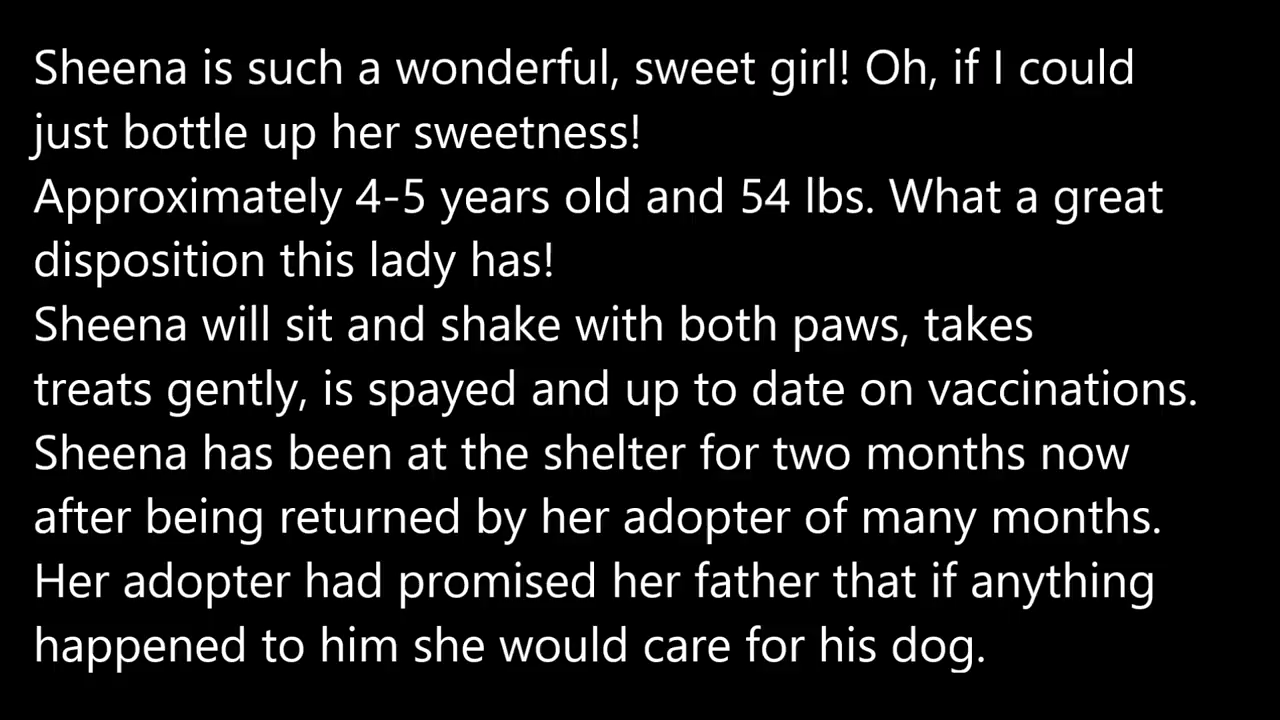 Sheena is such a wonderful, sweet girl! Oh, if I could
just bottle up her sweetness!
Approximately 4-5 years old and 54 lbs. What a great
disposition this lady has!
Sheena will sit and shake with both paws, takes
treats gently, is spayed and up to date on vaccinations.
Sheena has been at the shelter for two months now
after being returned by her adopter of many months.
Her adopter had promised her father that if anything
happened to him she would care for his dog.